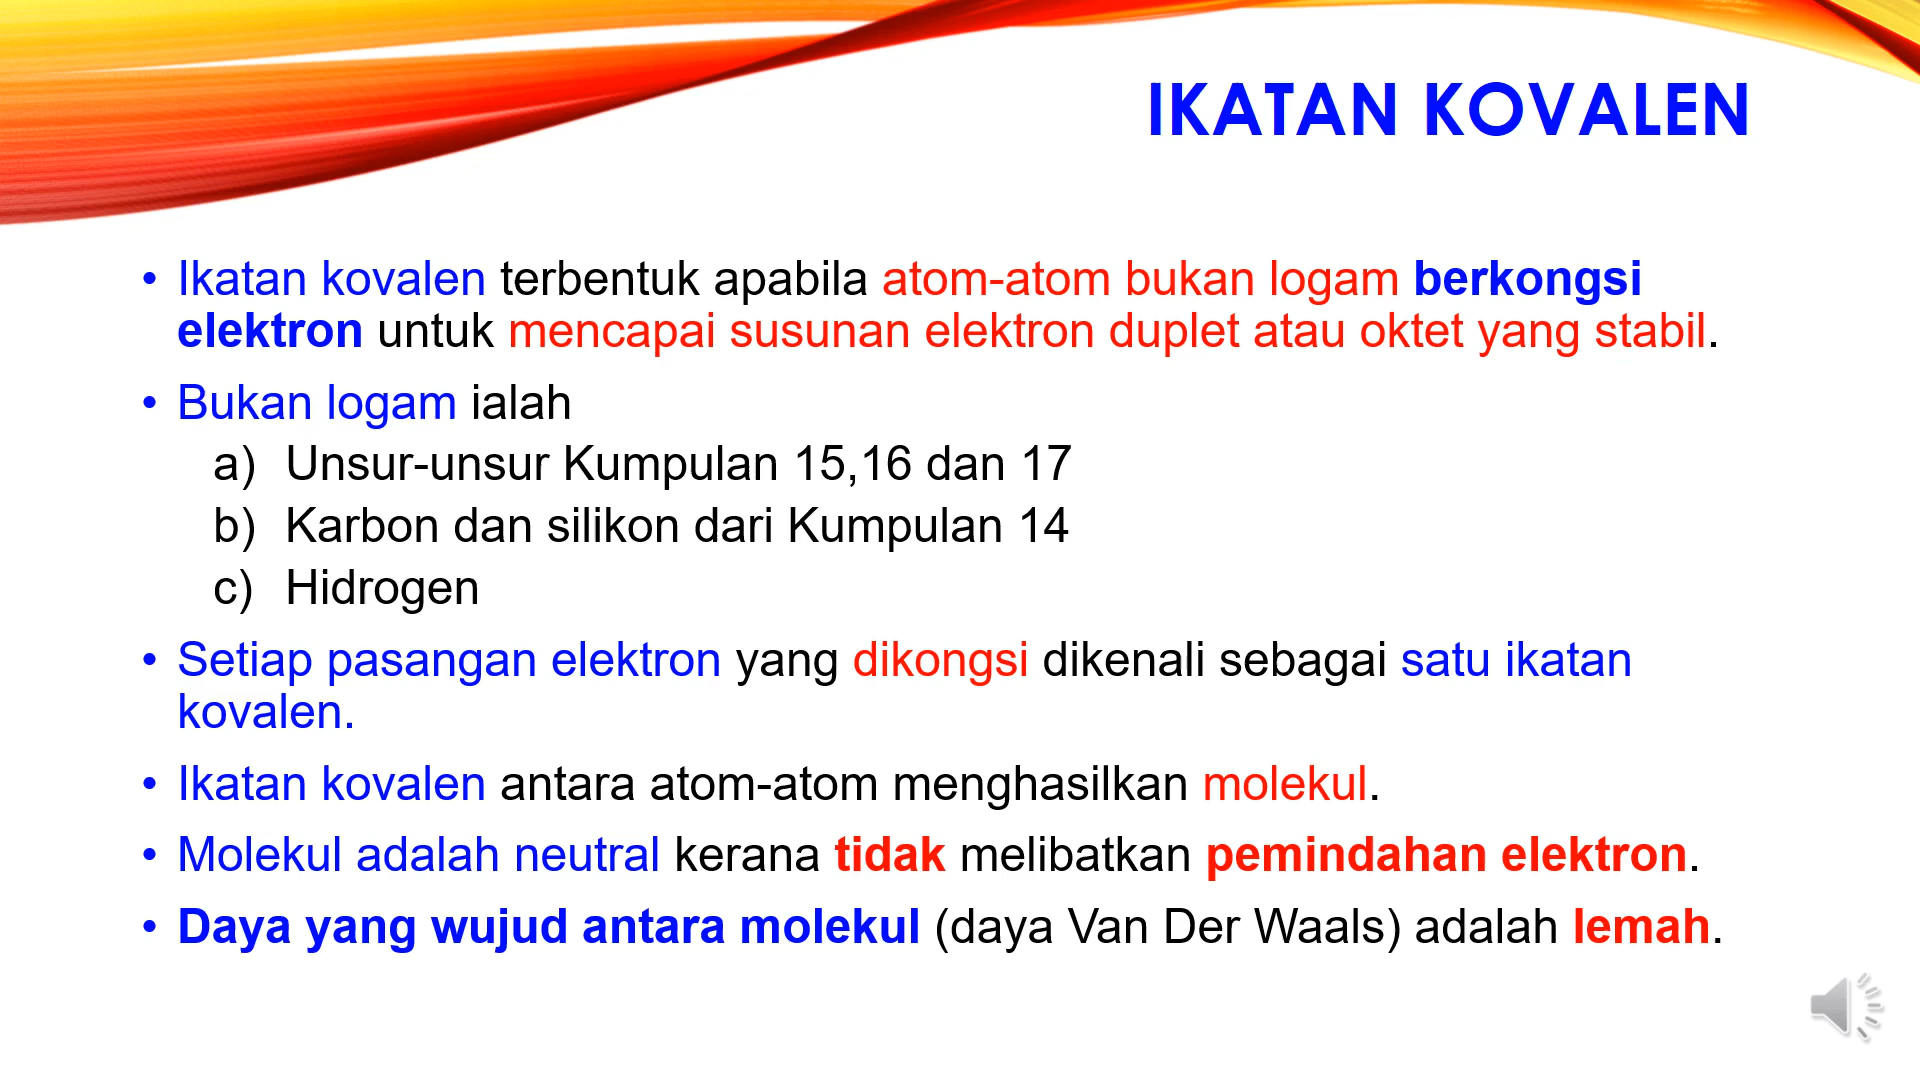 IKATAN KOVALEN
• Ikatan kovalen terbentuk apabila atom-atom bukan logam berkongsi
elektron untuk mencapai susunan elektron duplet atau oktet yang stabil.
• Bukan logam ialah
a) Unsur-unsur Kumpulan 15,16 dan 17
b) Karbon dan silikon dari Kumpulan 14
c) Hidrogen
• Setiap pasangan elektron yang dikongsi dikenali sebagai satu ikatan
kovalen.
• Ikatan kovalen antara atom-atom menghasilkan molekul.
• Molekul adalah neutral kerana tidak melibatkan pemindahan elektron.
• Daya yang wujud antara molekul (daya Van Der Waals) adalah lemah.